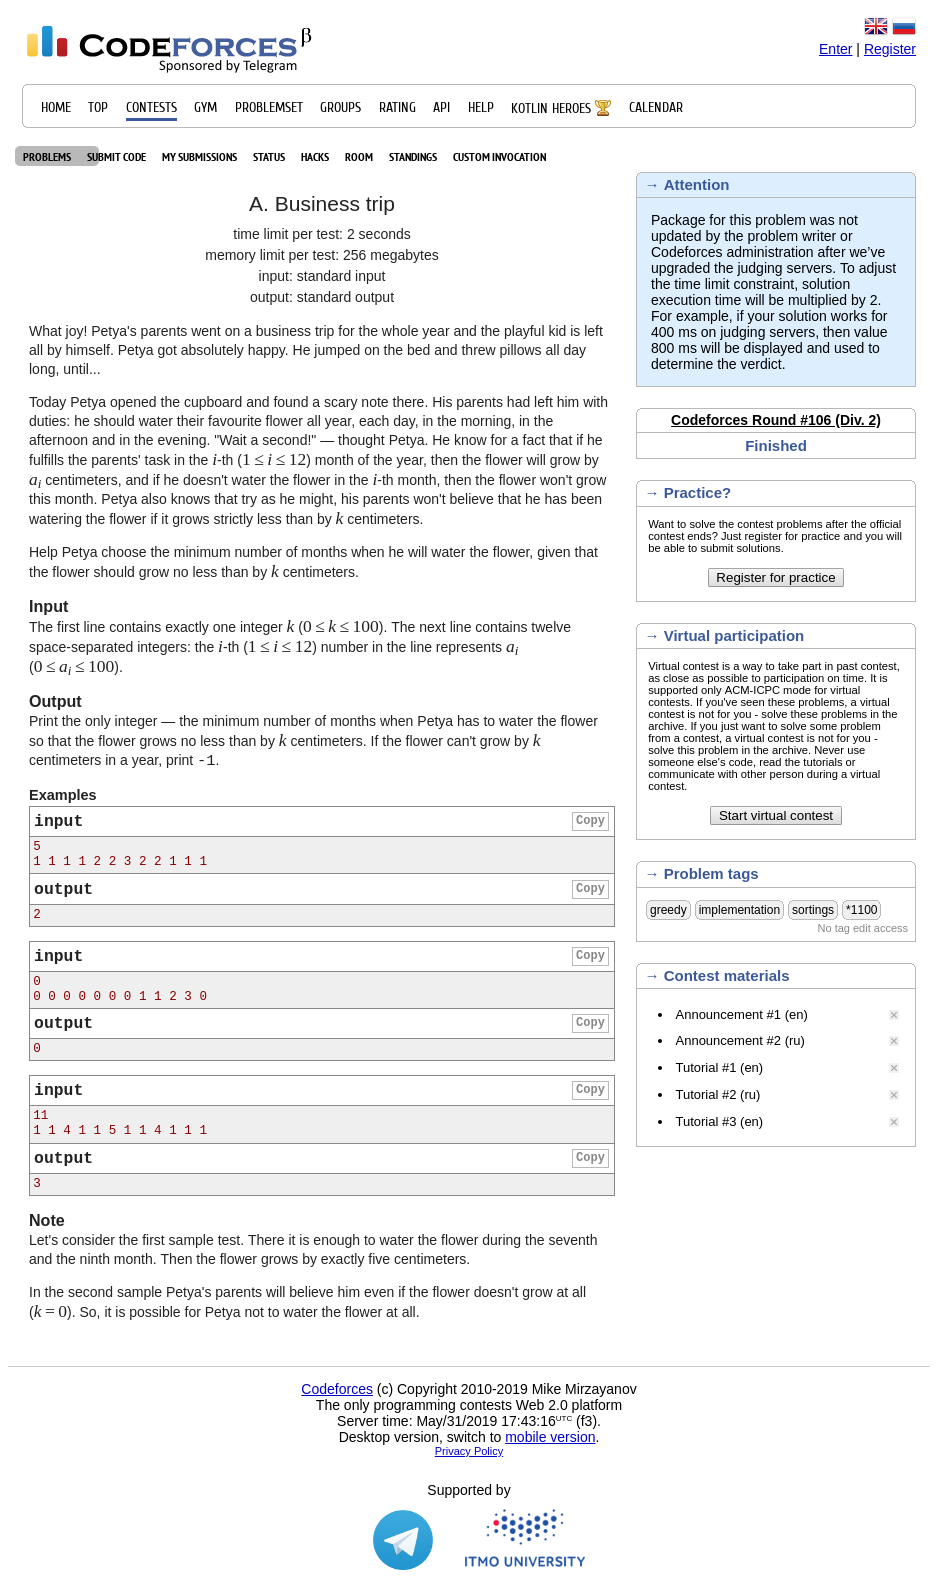 CODEFORCES β
Sponsored by Telegram
Enter | Register
HOME TOP CONTESTS GYM PROBLEMSET GROUPS RATING API HELP KOTLIN HEROES CALENDAR
PROBLEMS SUBMIT CODE MY SUBMISSIONS STATUS HACKS ROOM STANDINGS CUSTOM INVOCATION
A. Business trip
time limit per test: 2 seconds
memory limit per test: 256 megabytes
input: standard input
output: standard output
What joy! Petya's parents went on a business trip for the whole year and the playful kid is left
all by himself. Petya got absolutely happy. He jumped on the bed and threw pillows all day
long, until...
Today Petya opened the cupboard and found a scary note there. His parents had left him with
duties: he should water their favourite flower all year, each day, in the morning, in the
afternoon and in the evening. "Wait a second!" — thought Petya. He know for a fact that if he
fulfills the parents' task in the i-th (1 ≤ i ≤ 12) month of the year, then the flower will grow by
ai centimeters, and if he doesn't water the flower in the i-th month, then the flower won't grow
this month. Petya also knows that try as he might, his parents won't believe that he has been
watering the flower if it grows strictly less than by k centimeters.
Help Petya choose the minimum number of months when he will water the flower, given that
the flower should grow no less than by k centimeters.
Input
The first line contains exactly one integer k (0 ≤ k ≤ 100). The next line contains twelve
space-separated integers: the i-th (1 ≤ i ≤ 12) number in the line represents ai
(0 ≤ ai ≤ 100).
Output
Print the only integer — the minimum number of months when Petya has to water the flower
so that the flower grows no less than by k centimeters. If the flower can't grow by k
centimeters in a year, print -1.
Examples
input Copy
5
1 1 1 1 2 2 3 2 2 1 1 1
output Copy
2
input Copy
0
0 0 0 0 0 0 0 1 1 2 3 0
output Copy
0
input Copy
11
1 1 4 1 1 5 1 1 4 1 1 1
output Copy
3
Note
Let's consider the first sample test. There it is enough to water the flower during the seventh
and the ninth month. Then the flower grows by exactly five centimeters.
In the second sample Petya's parents will believe him even if the flower doesn't grow at all
(k = 0). So, it is possible for Petya not to water the flower at all.
→ Attention
Package for this problem was not
updated by the problem writer or
Codeforces administration after we've
upgraded the judging servers. To adjust
the time limit constraint, solution
execution time will be multiplied by 2.
For example, if your solution works for
400 ms on judging servers, then value
800 ms will be displayed and used to
determine the verdict.
Codeforces Round #106 (Div. 2)
Finished
→ Practice?
Want to solve the contest problems after the official
contest ends? Just register for practice and you will
be able to submit solutions.
Register for practice
→ Virtual participation
Virtual contest is a way to take part in past contest,
as close as possible to participation on time. It is
supported only ACM-ICPC mode for virtual
contests. If you've seen these problems, a virtual
contest is not for you - solve these problems in the
archive. If you just want to solve some problem
from a contest, a virtual contest is not for you -
solve this problem in the archive. Never use
someone else's code, read the tutorials or
communicate with other person during a virtual
contest.
Start virtual contest
→ Problem tags
greedy implementation sortings *1100
No tag edit access
→ Contest materials
• Announcement #1 (en)
• Announcement #2 (ru)
• Tutorial #1 (en)
• Tutorial #2 (ru)
• Tutorial #3 (en)
Codeforces (c) Copyright 2010-2019 Mike Mirzayanov
The only programming contests Web 2.0 platform
Server time: May/31/2019 17:43:16UTC (f3).
Desktop version, switch to mobile version.
Privacy Policy
Supported by
ITMO UNIVERSITY